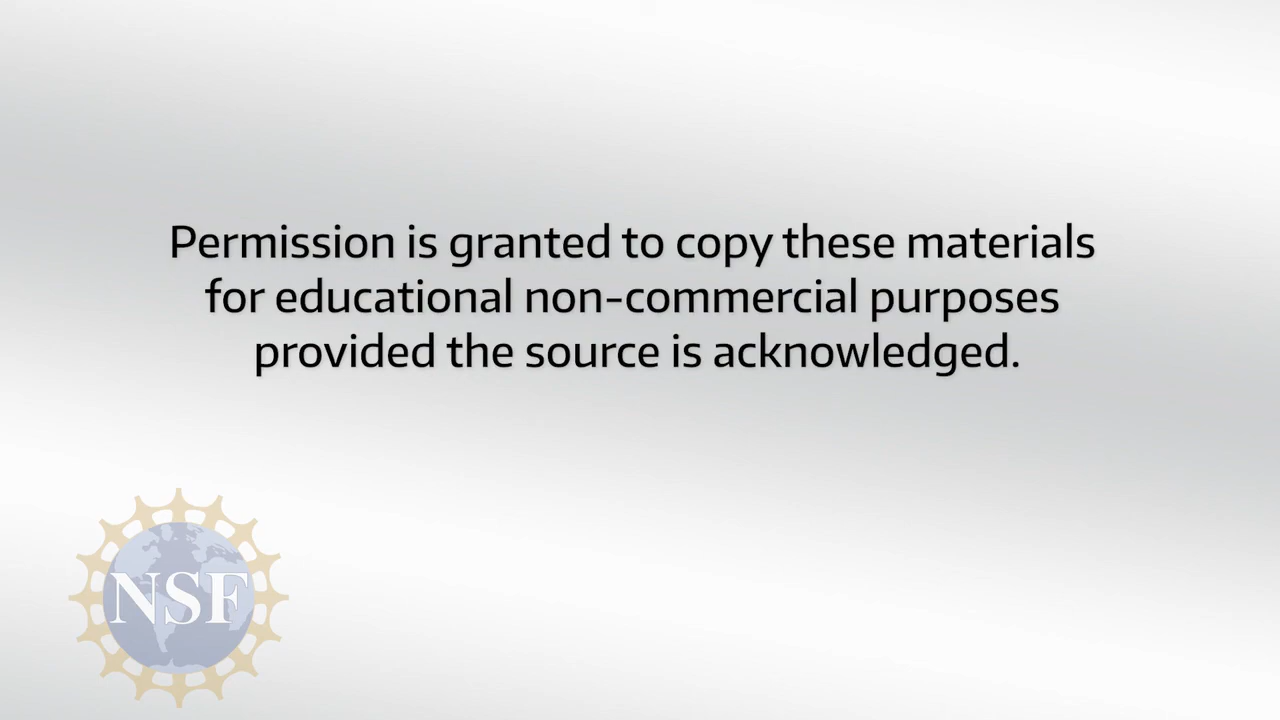 Permission is granted to copy these materials
for educational non-commercial purposes
provided the source is acknowledged.
NSF